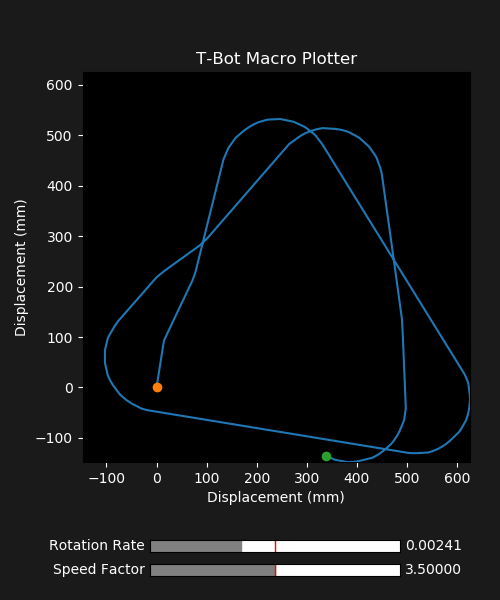 T-Bot Macro Plotter
600
500
400
300
200
100
0
−100
Displacement (mm)
−100 0 100 200 300 400 500 600
Displacement (mm)
Rotation Rate 0.00241
Speed Factor 3.50000